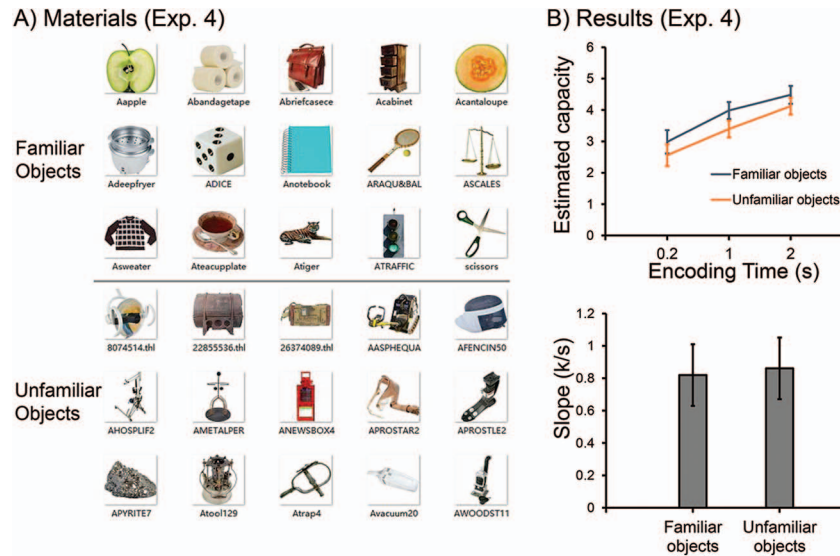 A) Materials (Exp. 4)
Aapple Abandagetape Abriefcasece Acabinet Acantaloupe
Familiar
Objects
Adeepfryer ADICE Anotebook ARAQU&BAL ASCALES
Asweater Ateacupplate Atiger ATRAFFIC scissors
8074514.thl 22855536.thl 26374089.thl AASPHEQUA AFENCIN50
Unfamiliar
Objects
AHOSPLIF2 AMETALPER ANEWSBOX4 APROSTAR2 APROSTLE2
APYRITE7 Atool129 Atrap4 Avacuum20 AWOODST11
B) Results (Exp. 4)
Estimated capacity
6
5
4
3
2
1
0
Familiar objects
Unfamiliar objects
0.2 1 2
Encoding Time (s)
Slope (k/s)
1.2
1
0.8
0.6
0.4
0.2
0
Familiar
objects
Unfamiliar
objects